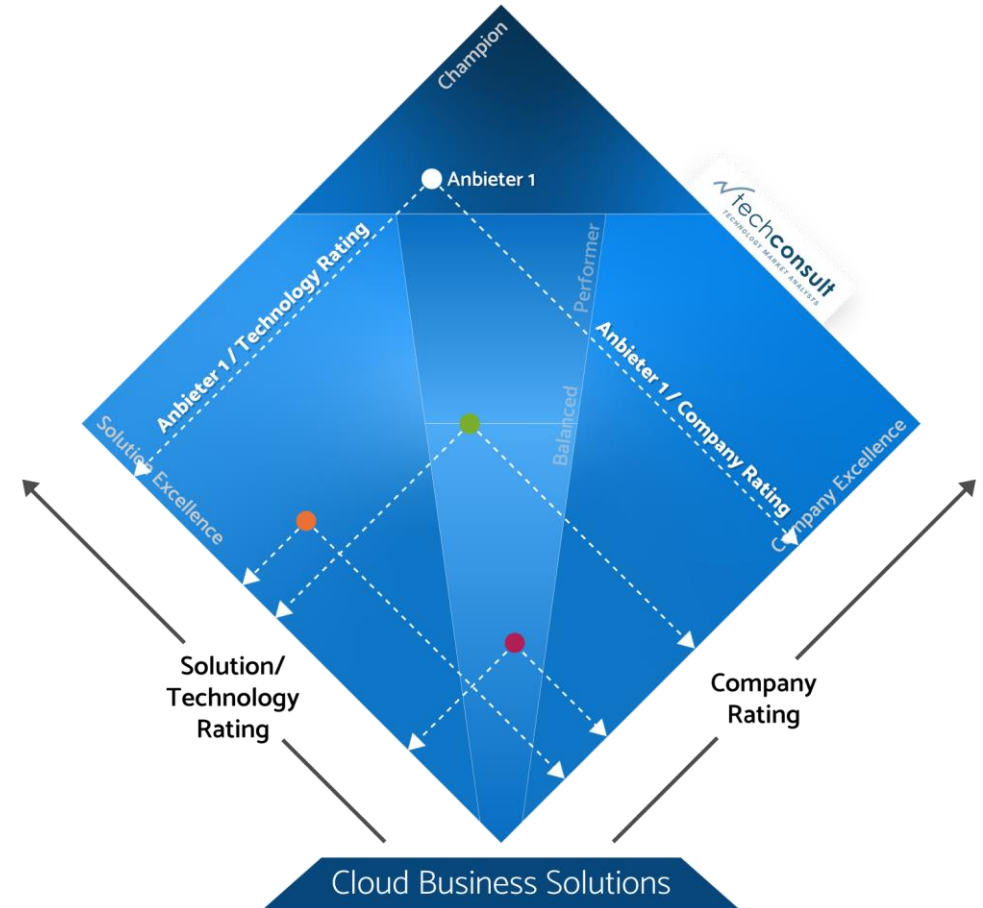 Champion
Anbieter 1
techconsult
TECHNOLOGY MARKET ANALYSTS
Performer
Anbieter 1 / Technology Rating
Anbieter 1 / Company Rating
Balanced
Solution Excellence
Company Excellence
Solution/
Technology
Rating
Company
Rating
Cloud Business Solutions